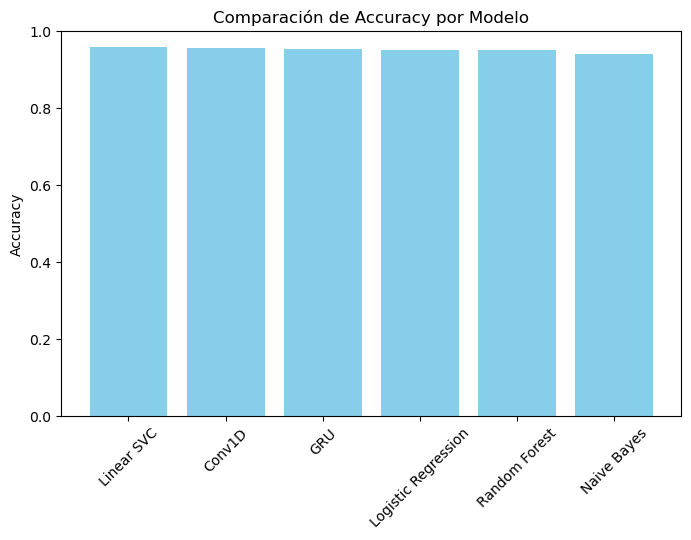 Comparación de Accuracy por Modelo
1.0
0.8
0.6
0.4
0.2
0.0
Accuracy
Linear SVC
Conv1D
GRU
Logistic Regression
Random Forest
Naive Bayes